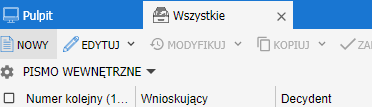 Pulpit Wszystkie
NOWY EDYTUJ MODYFIKUJ KOPIUJ
PISMO WEWNĘTRZNE
Numer kolejny (1... Wnioskujący Decydent